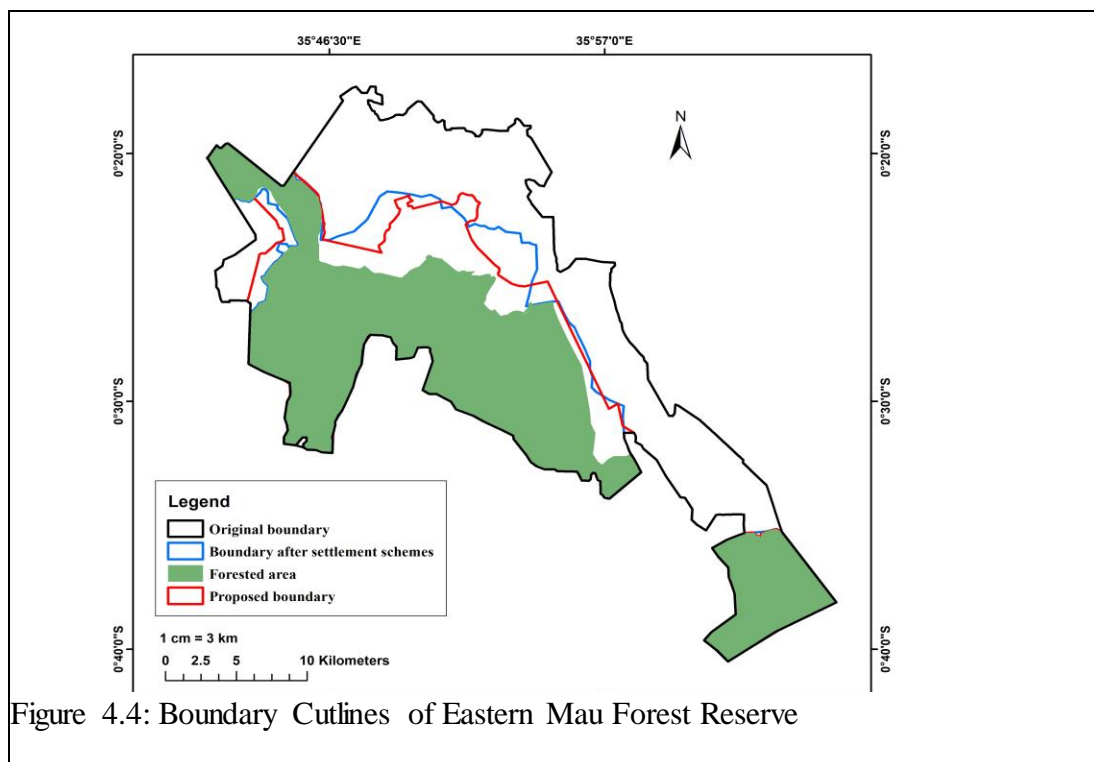 35°46'30"E 35°57'0"E
N
0°20'0"S 0°20'0"S
0°30'0"S 0°30'0"S
0°40'0"S 0°40'0"S
Legend
Original boundary
Boundary after settlement schemes
Forested area
Proposed boundary
1 cm = 3 km
0 2.5 5 10 Kilometers
Figure 4.4: Boundary Cutlines of Eastern Mau Forest Reserve